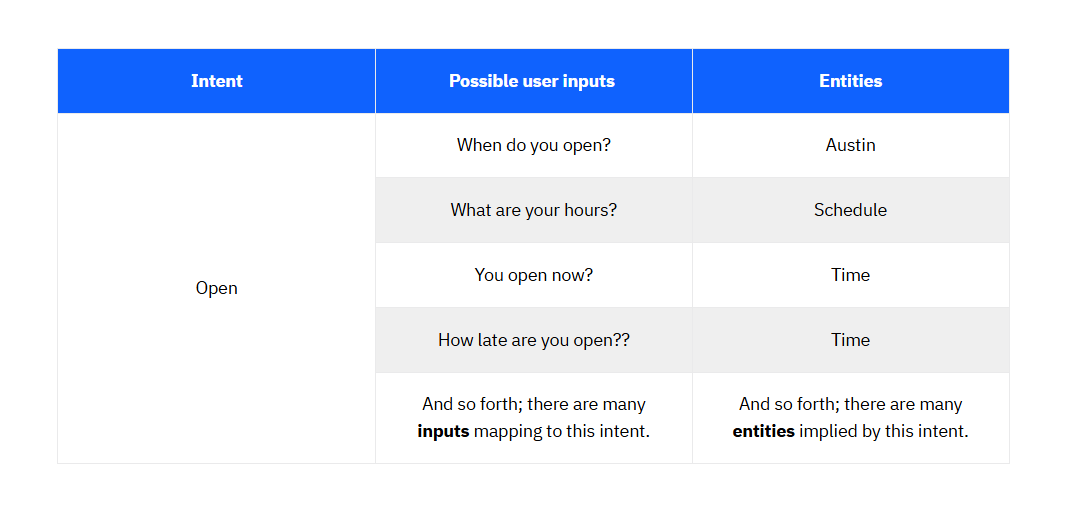 Intent
Possible user inputs
Entities
Open
When do you open?
Austin
What are your hours?
Schedule
You open now?
Time
How late are you open??
Time
And so forth; there are many
inputs mapping to this intent.
And so forth; there are many
entities implied by this intent.